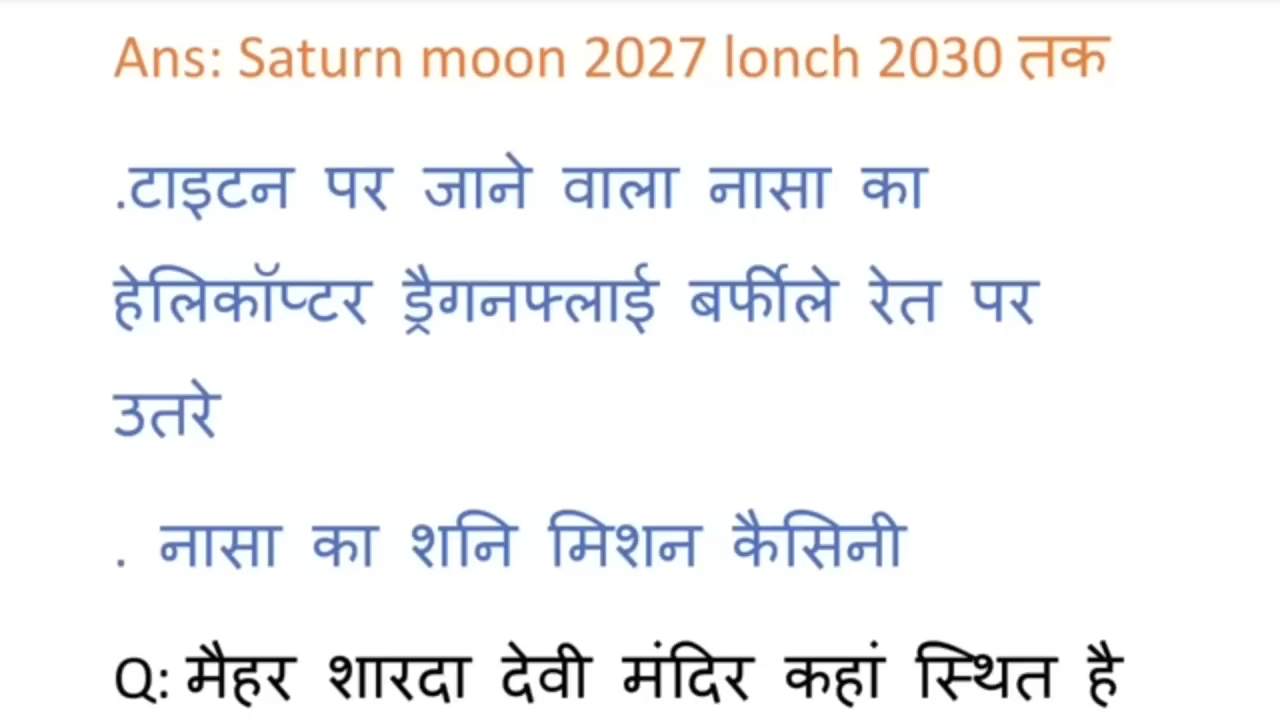 Ans: Saturn moon 2027 lonch 2030 तक
.टाइटन पर जाने वाला नासा का
हेलिकॉप्टर ड्रैगनफ्लाई बर्फीले रेत पर
उतरे
. नासा का शनि मिशन कैसिनी
Q: मैहर शारदा देवी मंदिर कहां स्थित है